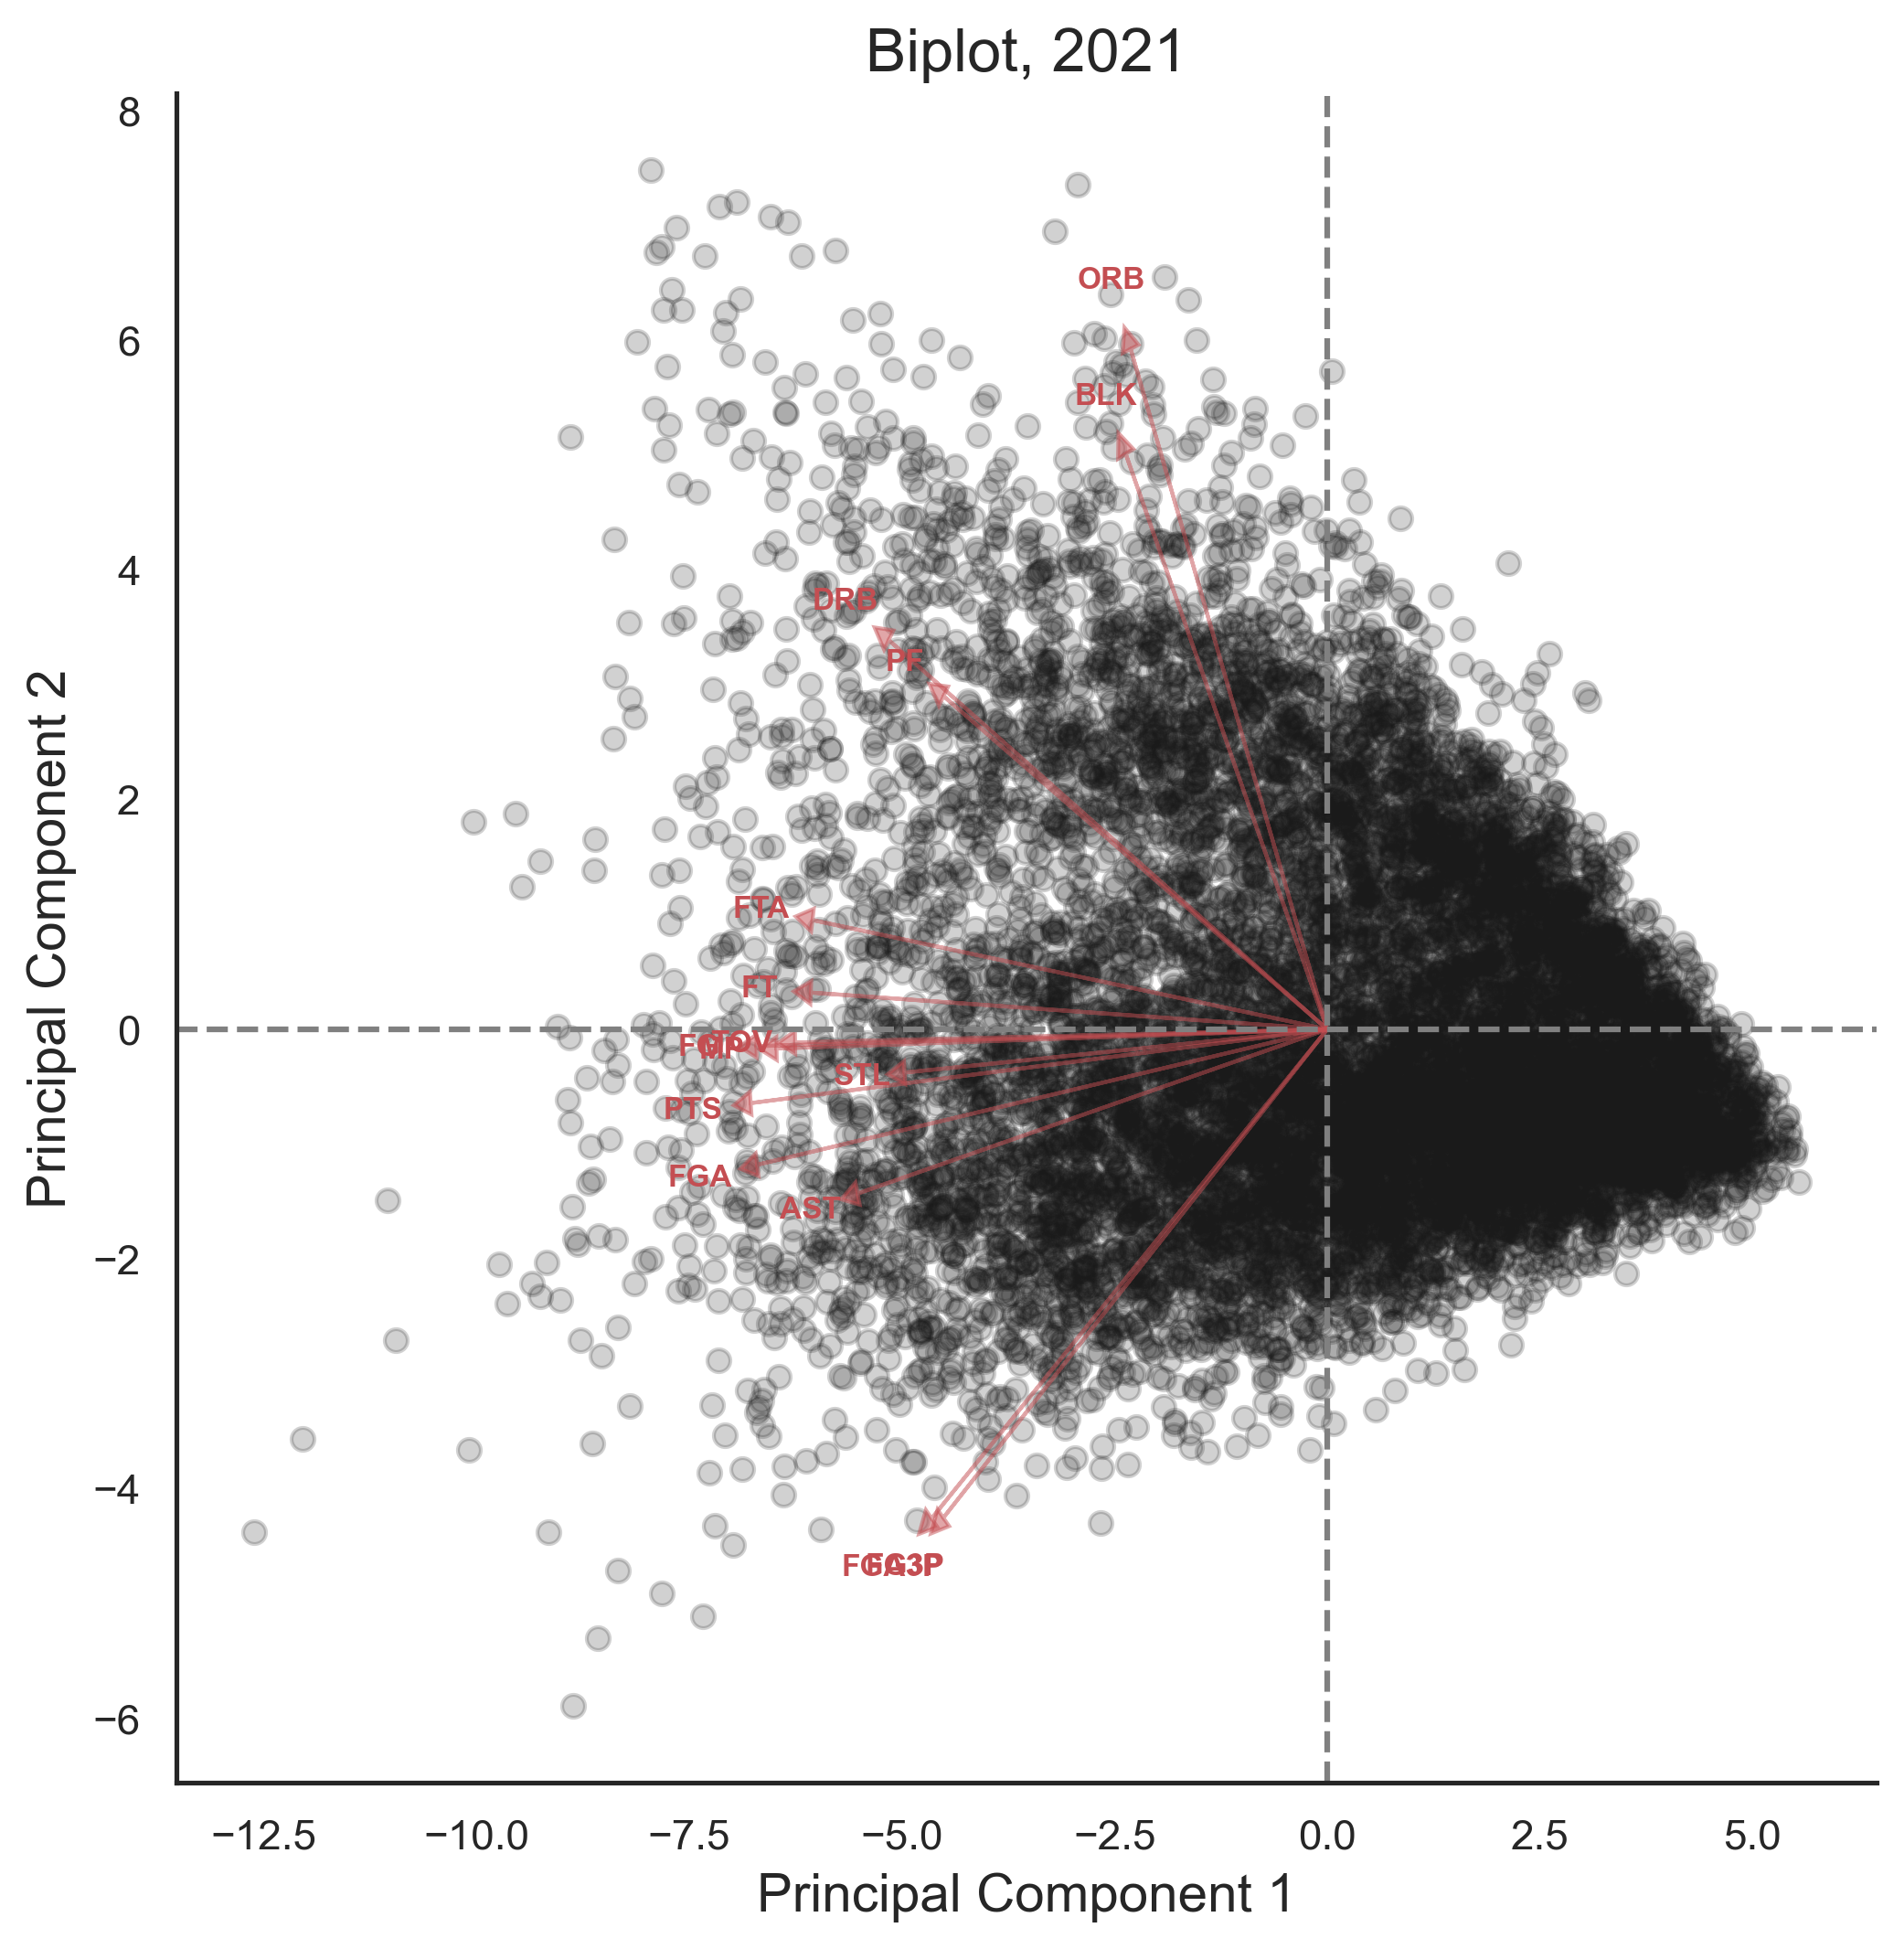 Biplot, 2021
Principal Component 2
8
6
4
2
0
−2
−4
−6
ORB
BLK
DRB
PF
FTA
FT
TOV
MP
STL
PTS
FGA
AST
FG3P
−12.5
−10.0
−7.5
−5.0
−2.5
0.0
2.5
5.0
Principal Component 1